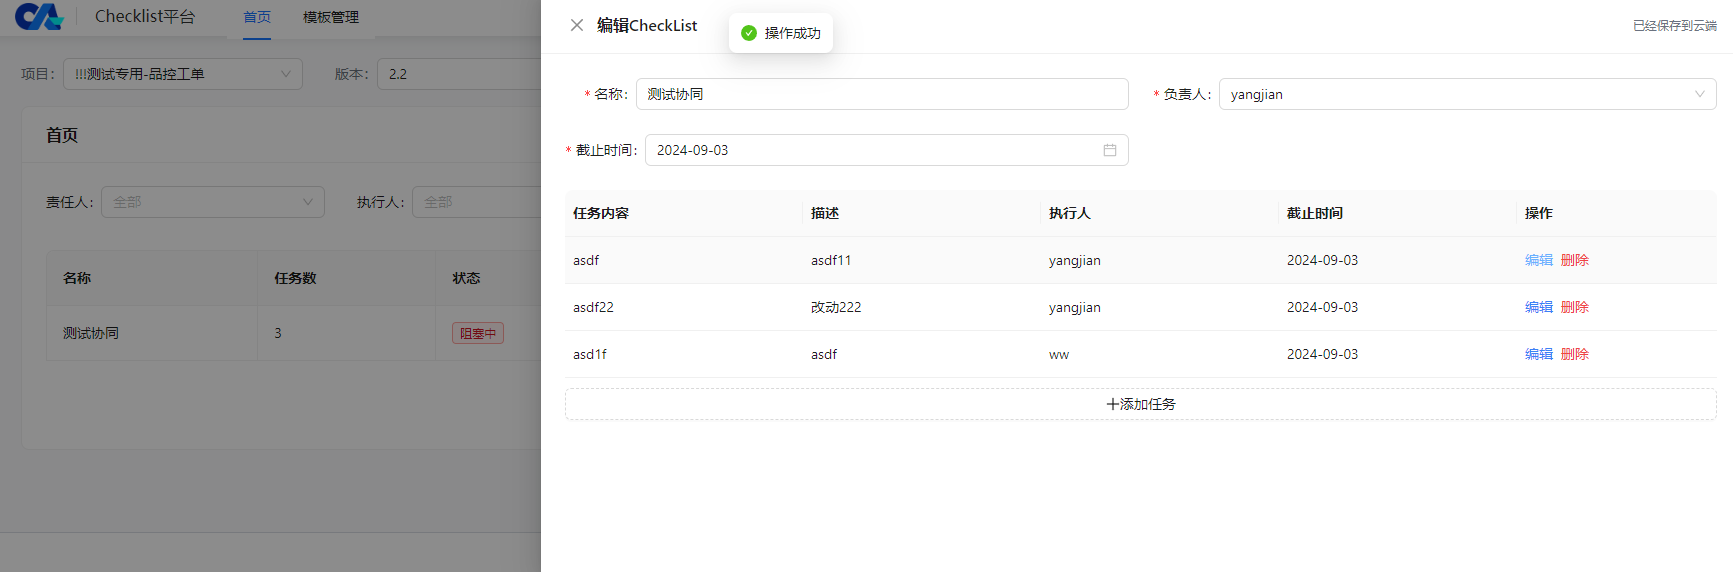 Checklist平台 首页 模板管理
编辑CheckList
操作成功
已经保存到云端
项目： !!!测试专用-品控工单 版本： 2.2
* 名称： 测试协同 * 负责人： yangjian
首页
* 截止时间： 2024-09-03
责任人： 全部 执行人： 全部
名称 任务数 状态
测试协同 3 阻塞中
任务内容 描述 执行人 截止时间 操作
asdf asdf11 yangjian 2024-09-03 编辑 删除
asdf22 改动222 yangjian 2024-09-03 编辑 删除
asd1f asdf ww 2024-09-03 编辑 删除
+添加任务